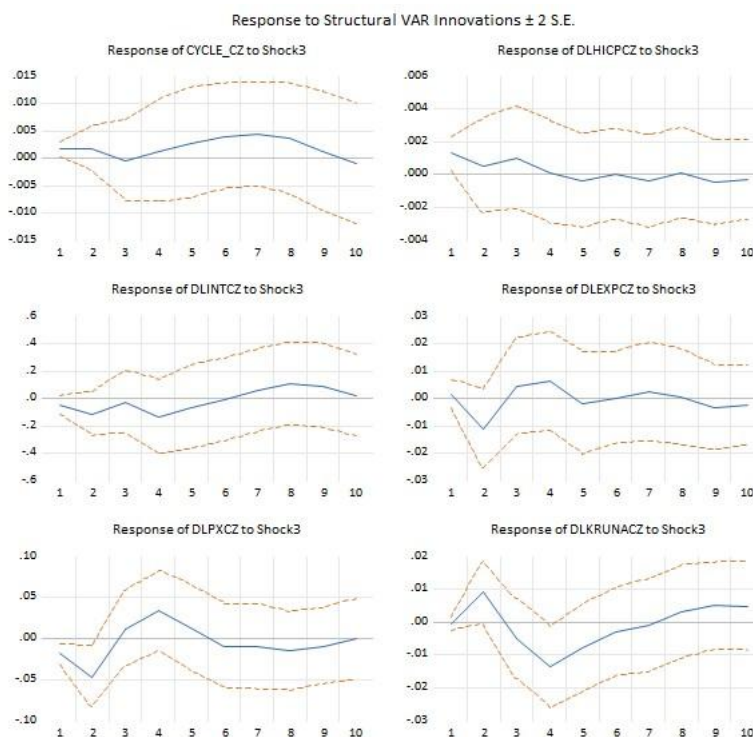 Response to Structural VAR Innovations ± 2 S.E.
Response of CYCLE_CZ to Shock3
.015
.010
.005
.000
-.005
-.010
-.015
1 2 3 4 5 6 7 8 9 10
Response of DLHICPCZ to Shock3
.006
.004
.002
.000
-.002
-.004
1 2 3 4 5 6 7 8 9 10
Response of DLINTCZ to Shock3
.6
.4
.2
.0
-.2
-.4
-.6
1 2 3 4 5 6 7 8 9 10
Response of DLEXPCZ to Shock3
.03
.02
.01
.00
-.01
-.02
-.03
1 2 3 4 5 6 7 8 9 10
Response of DLPXCZ to Shock3
.10
.05
.00
-.05
-.10
1 2 3 4 5 6 7 8 9 10
Response of DLKRUNACZ to Shock3
.02
.01
.00
-.01
-.02
-.03
1 2 3 4 5 6 7 8 9 10